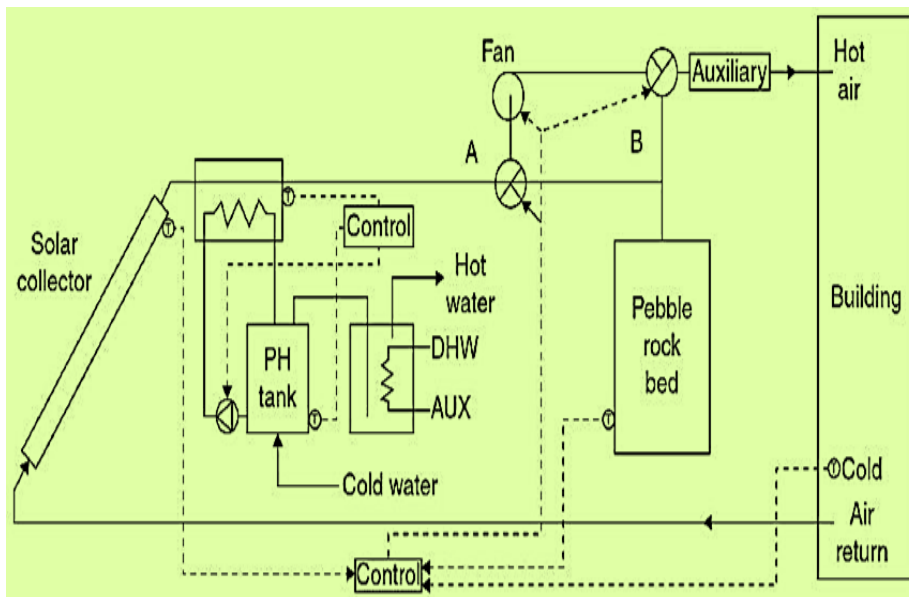 Fan
Hot
air
Auxiliary
A
B
T
Control
T
Solar
collector
Hot
water
Building
Pebble
rock
bed
PH
tank
DHW
AUX
T
T
Cold water
T
Cold
Air
return
Control